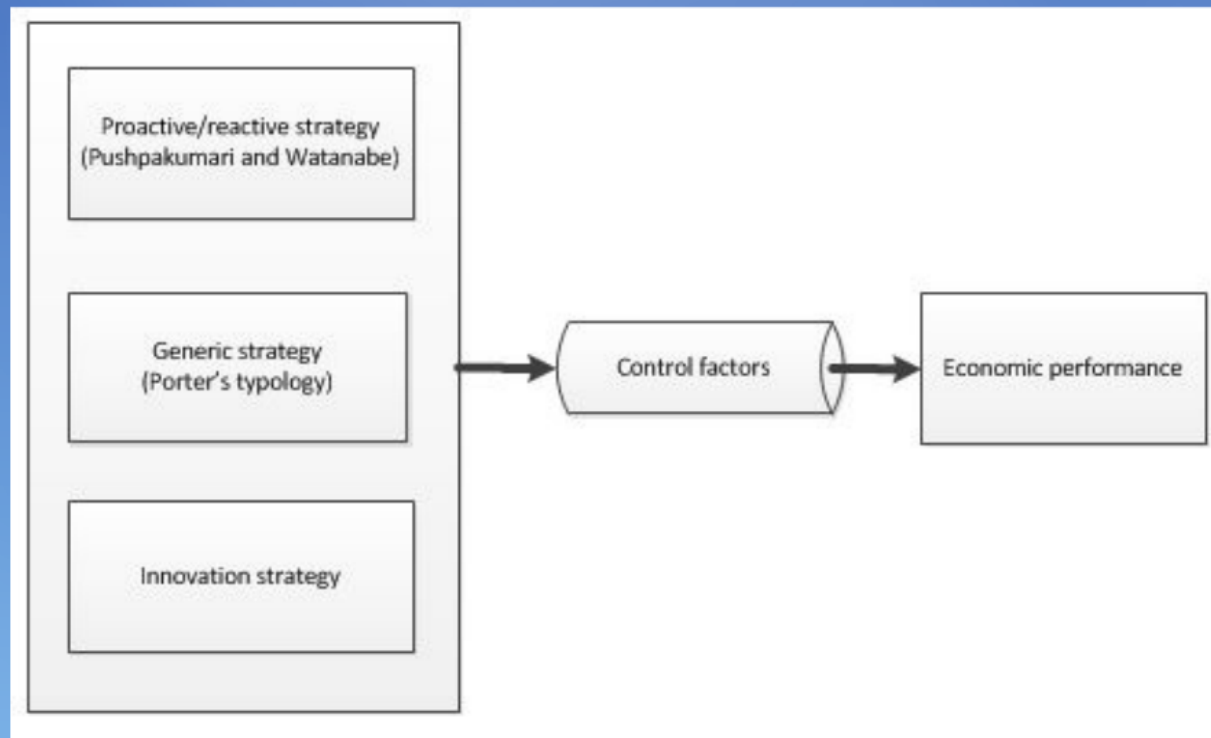 Proactive/reactive strategy
(Pushpakumari and Watanabe)
Generic strategy
(Porter's typology)
Innovation strategy
Control factors
Economic performance